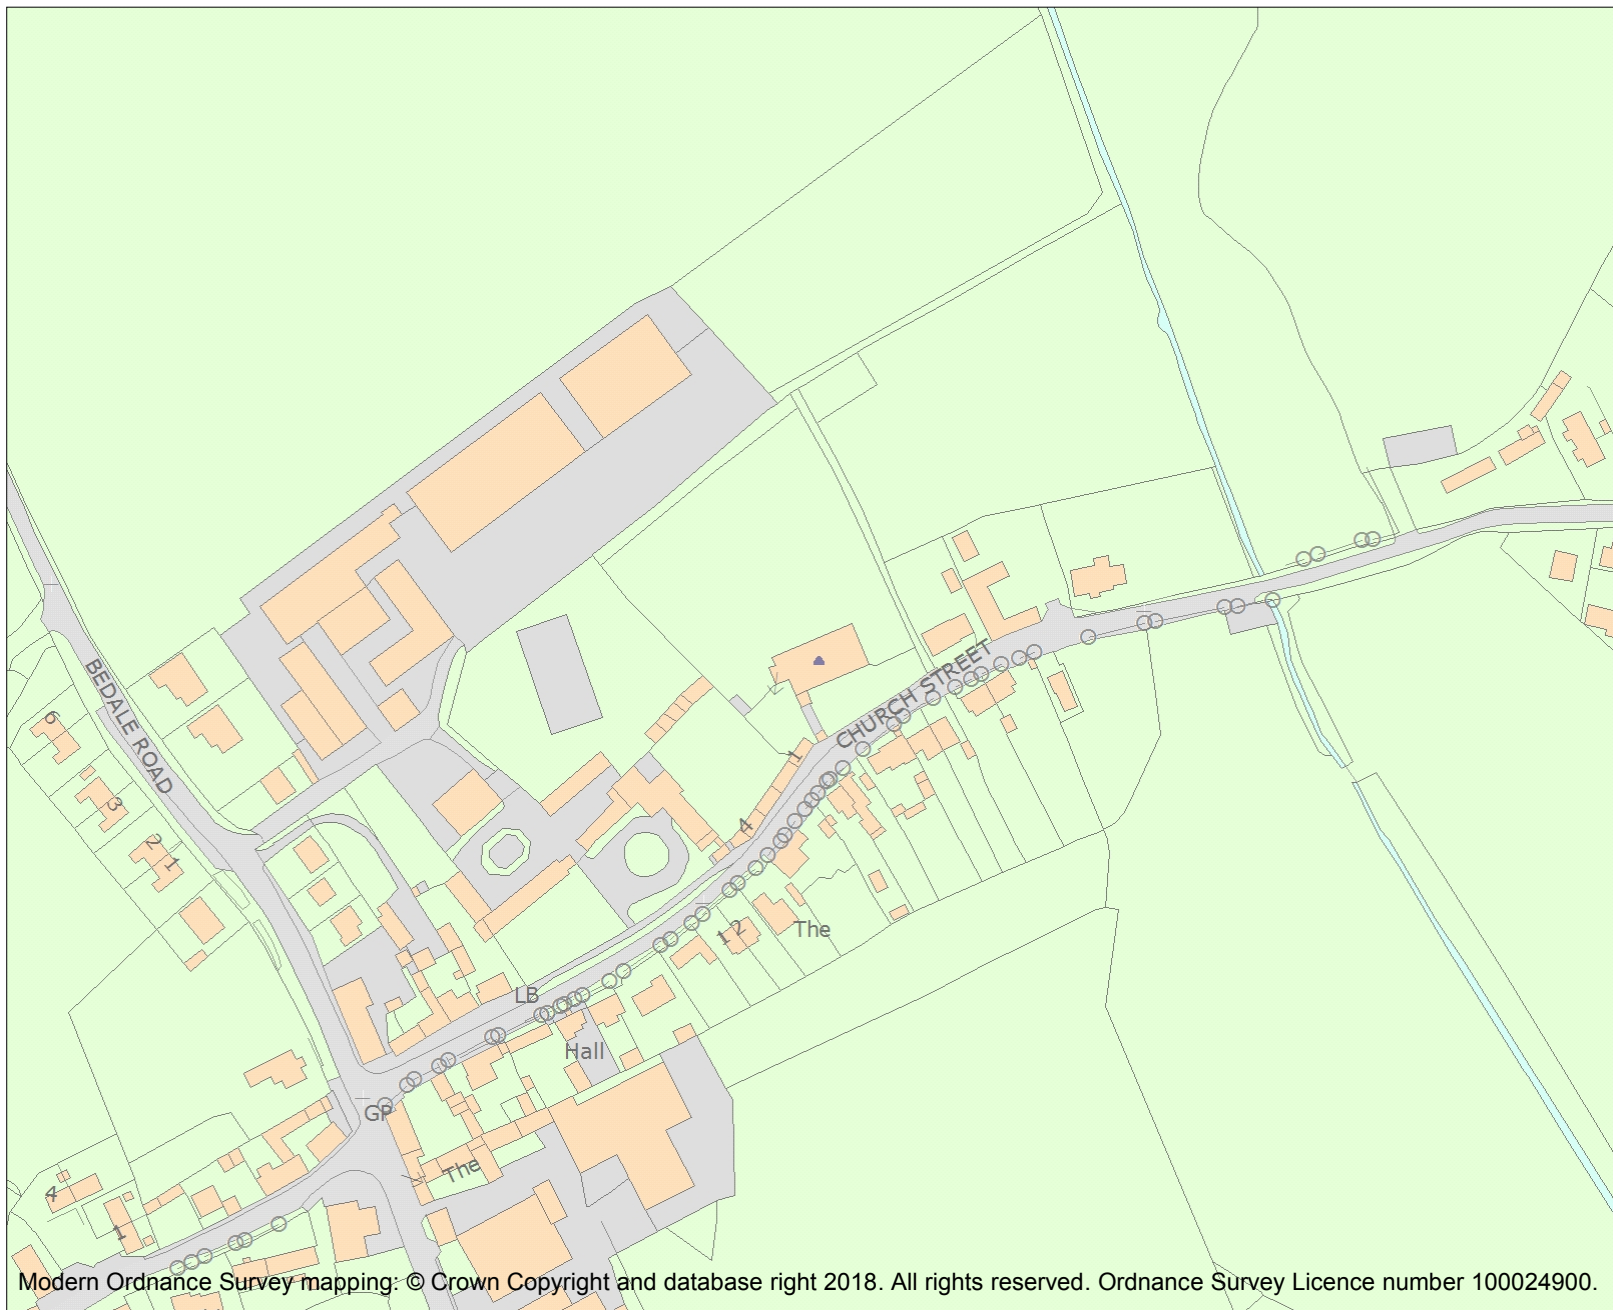 BEDALE ROAD
6
3
2
1
CHURCH STREET
1
4
1 2
The
LB
Hall
GP
The
4
1
Modern Ordnance Survey mapping: © Crown Copyright and database right 2018. All rights reserved. Ordnance Survey Licence number 100024900.